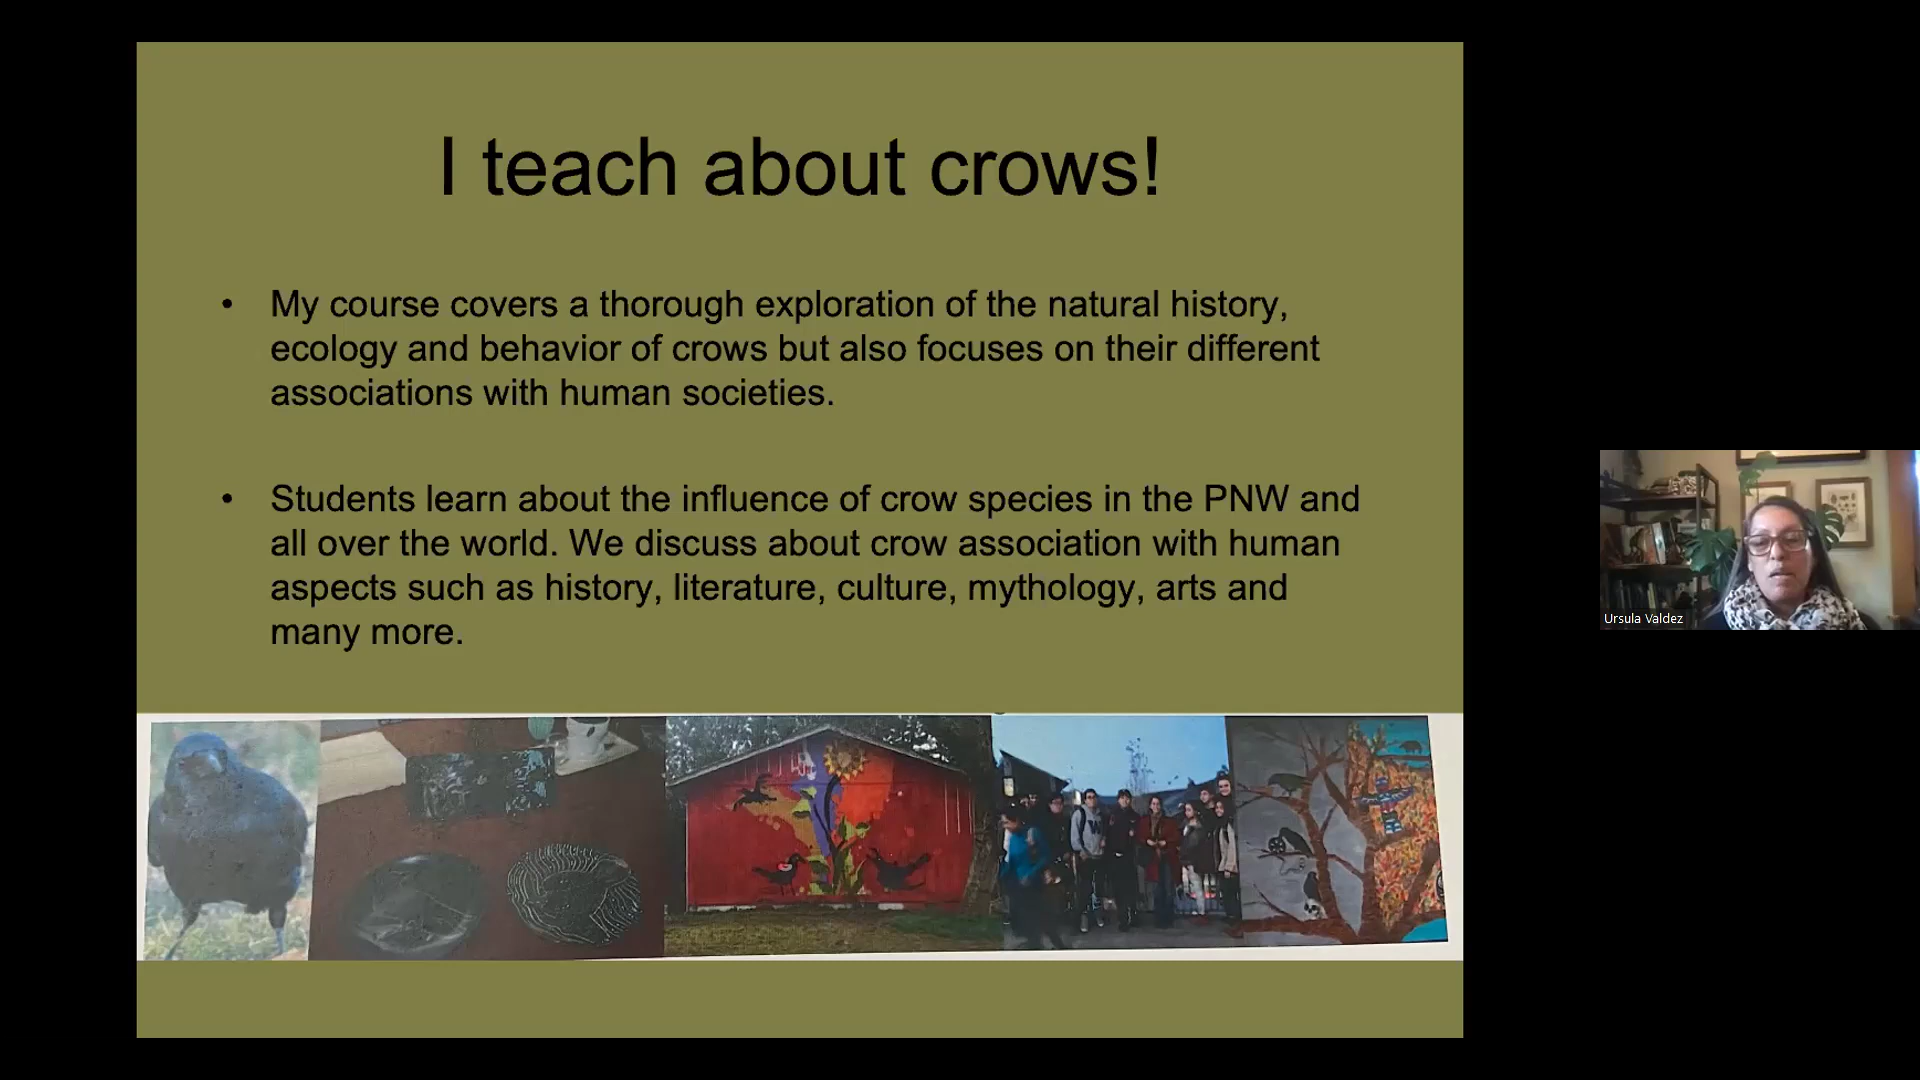 I teach about crows!
• My course covers a thorough exploration of the natural history,
ecology and behavior of crows but also focuses on their different
associations with human societies.
• Students learn about the influence of crow species in the PNW and
all over the world. We discuss about crow association with human
aspects such as history, literature, culture, mythology, arts and
many more.
Ursula Valdez